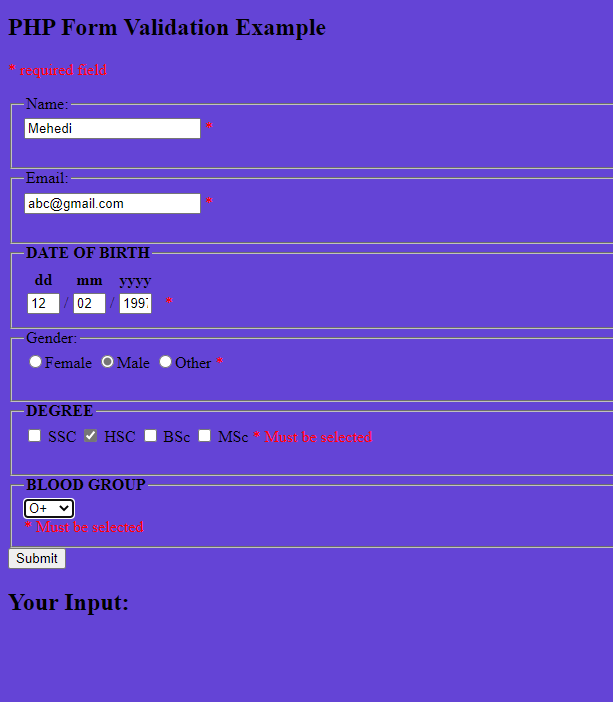 PHP Form Validation Example
* required field
Name:
Mehedi *
Email:
abc@gmail.com *
DATE OF BIRTH
dd mm yyyy
12 / 02 / 1997 *
Gender:
Female Male Other *
DEGREE
SSC HSC BSc MSc * Must be selected
BLOOD GROUP
O+
* Must be selected
Submit
Your Input: